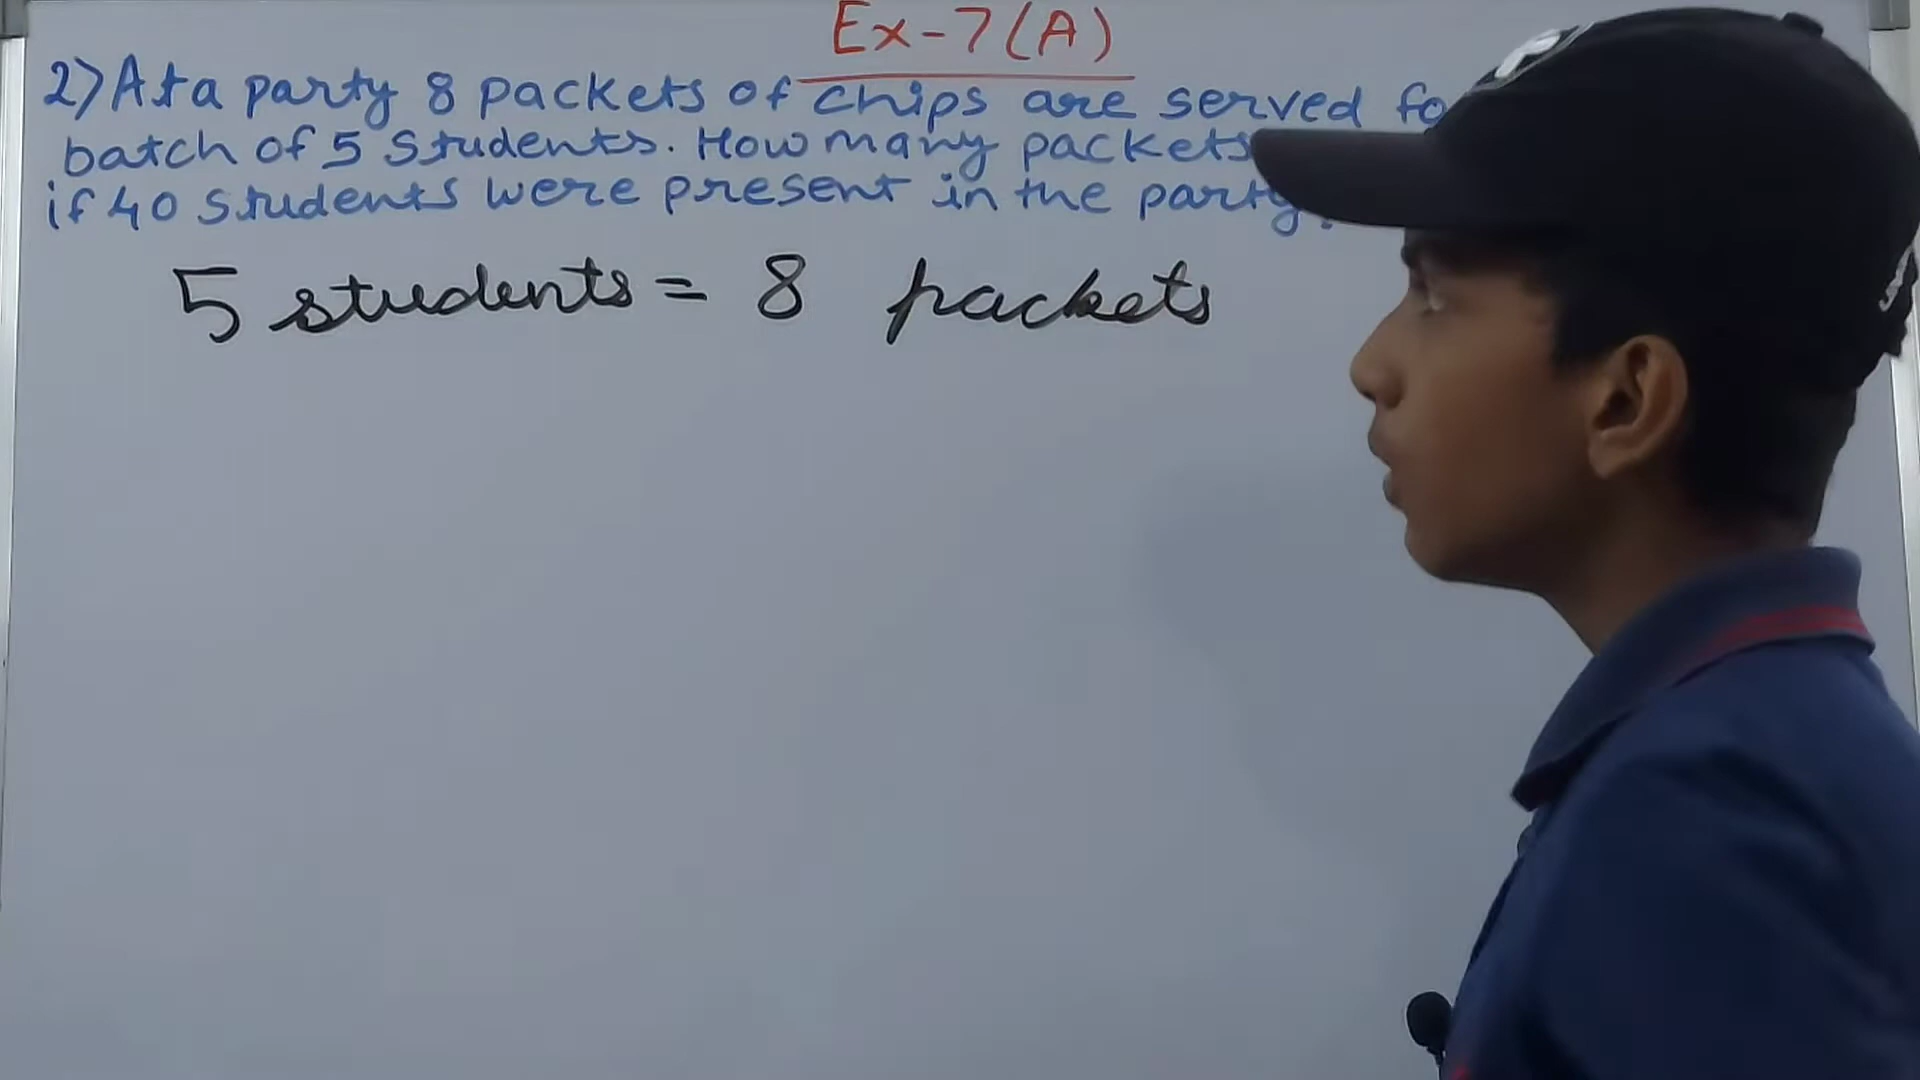 Ex-7(A)
2) At a party 8 packets of chips are served fo
batch of 5 students. How many packets
if 40 students were present in the party?
5 students = 8 packets